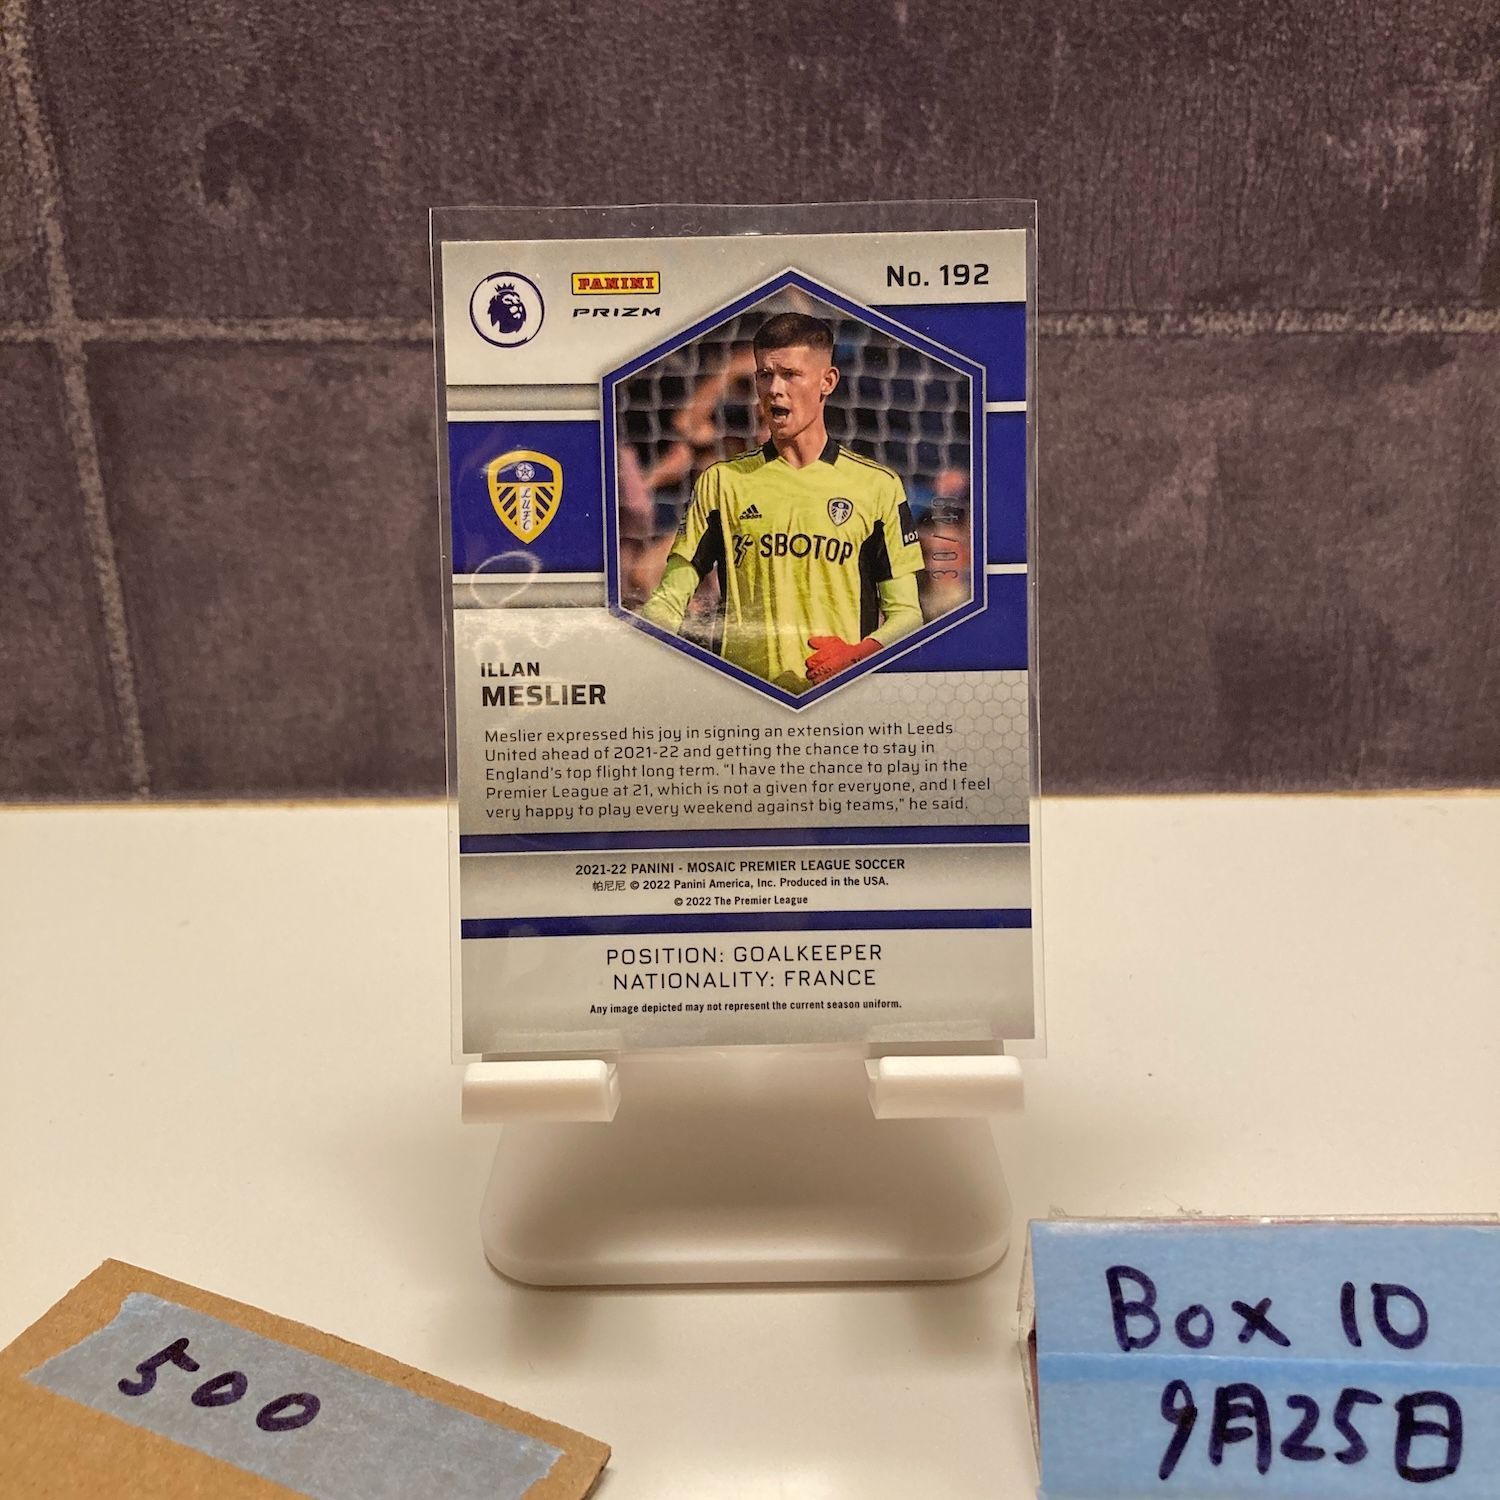 No. 192
PANINI
PRIZM
LUFC
adidas
SBOTOP
30/49
ILLAN
MESLIER
Meslier expressed his joy in signing an extension with Leeds
United ahead of 2021-22 and getting the chance to stay in
England's top flight long term. "I have the chance to play in the
Premier League at 21, which is not a given for everyone, and I feel
very happy to play every weekend against big teams," he said.
2021-22 PANINI - MOSAIC PREMIER LEAGUE SOCCER
帕尼尼 © 2022 Panini America, Inc. Produced in the USA.
© 2022 The Premier League
POSITION: GOALKEEPER
NATIONALITY: FRANCE
Any image depicted may not represent the current season uniform.
500
Box 10
9月25日